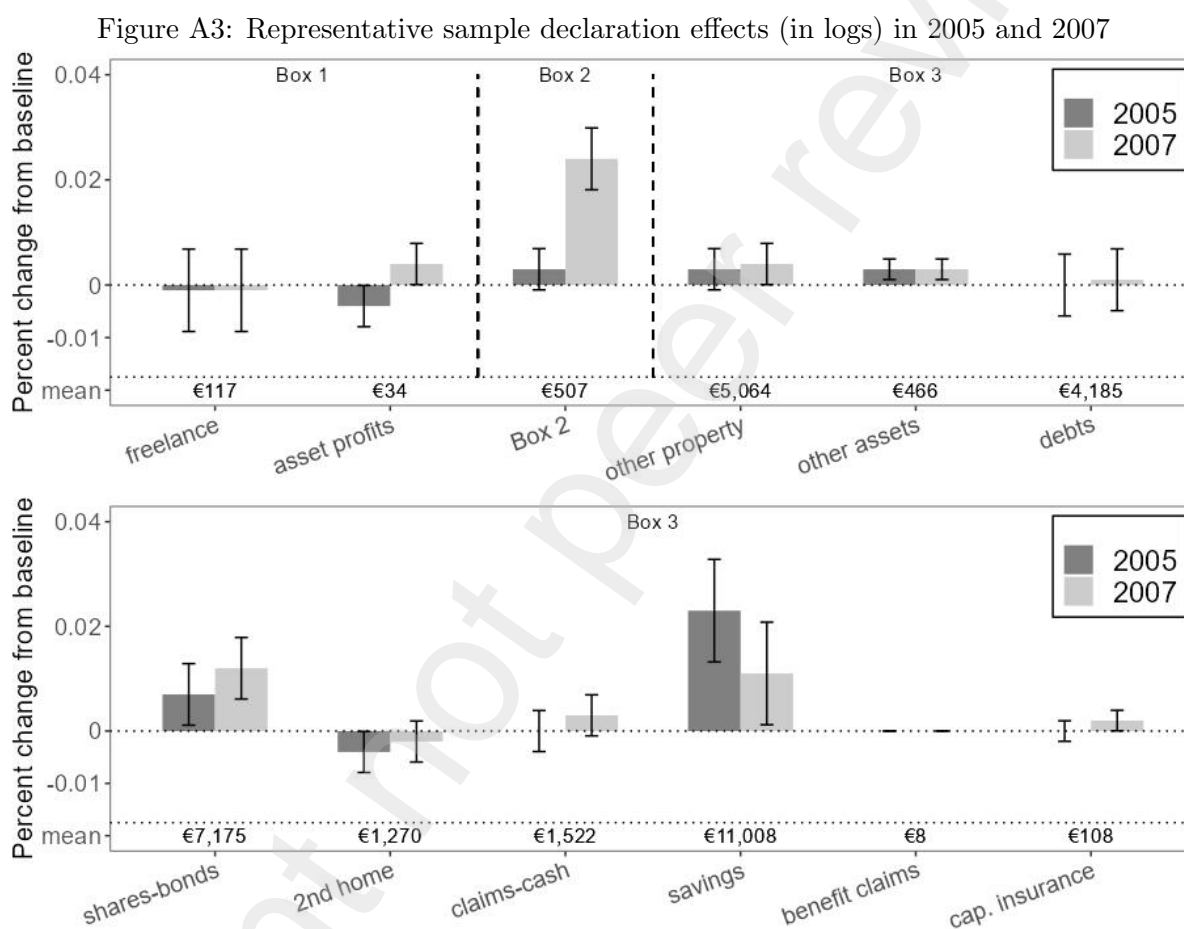 Figure A3: Representative sample declaration effects (in logs) in 2005 and 2007
Percent change from baseline
0.04
0.02
0
-0.01
mean
Box 1
Box 2
Box 3
2005
2007
€117
€34
€507
€5,064
€466
€4,185
freelance
asset profits
Box 2
other property
other assets
debts
Percent change from baseline
0.04
0.02
0
-0.01
mean
Box 3
2005
2007
€7,175
€1,270
€1,522
€11,008
€8
€108
shares-bonds
2nd home
claims-cash
savings
benefit claims
cap. insurance
not peer rev